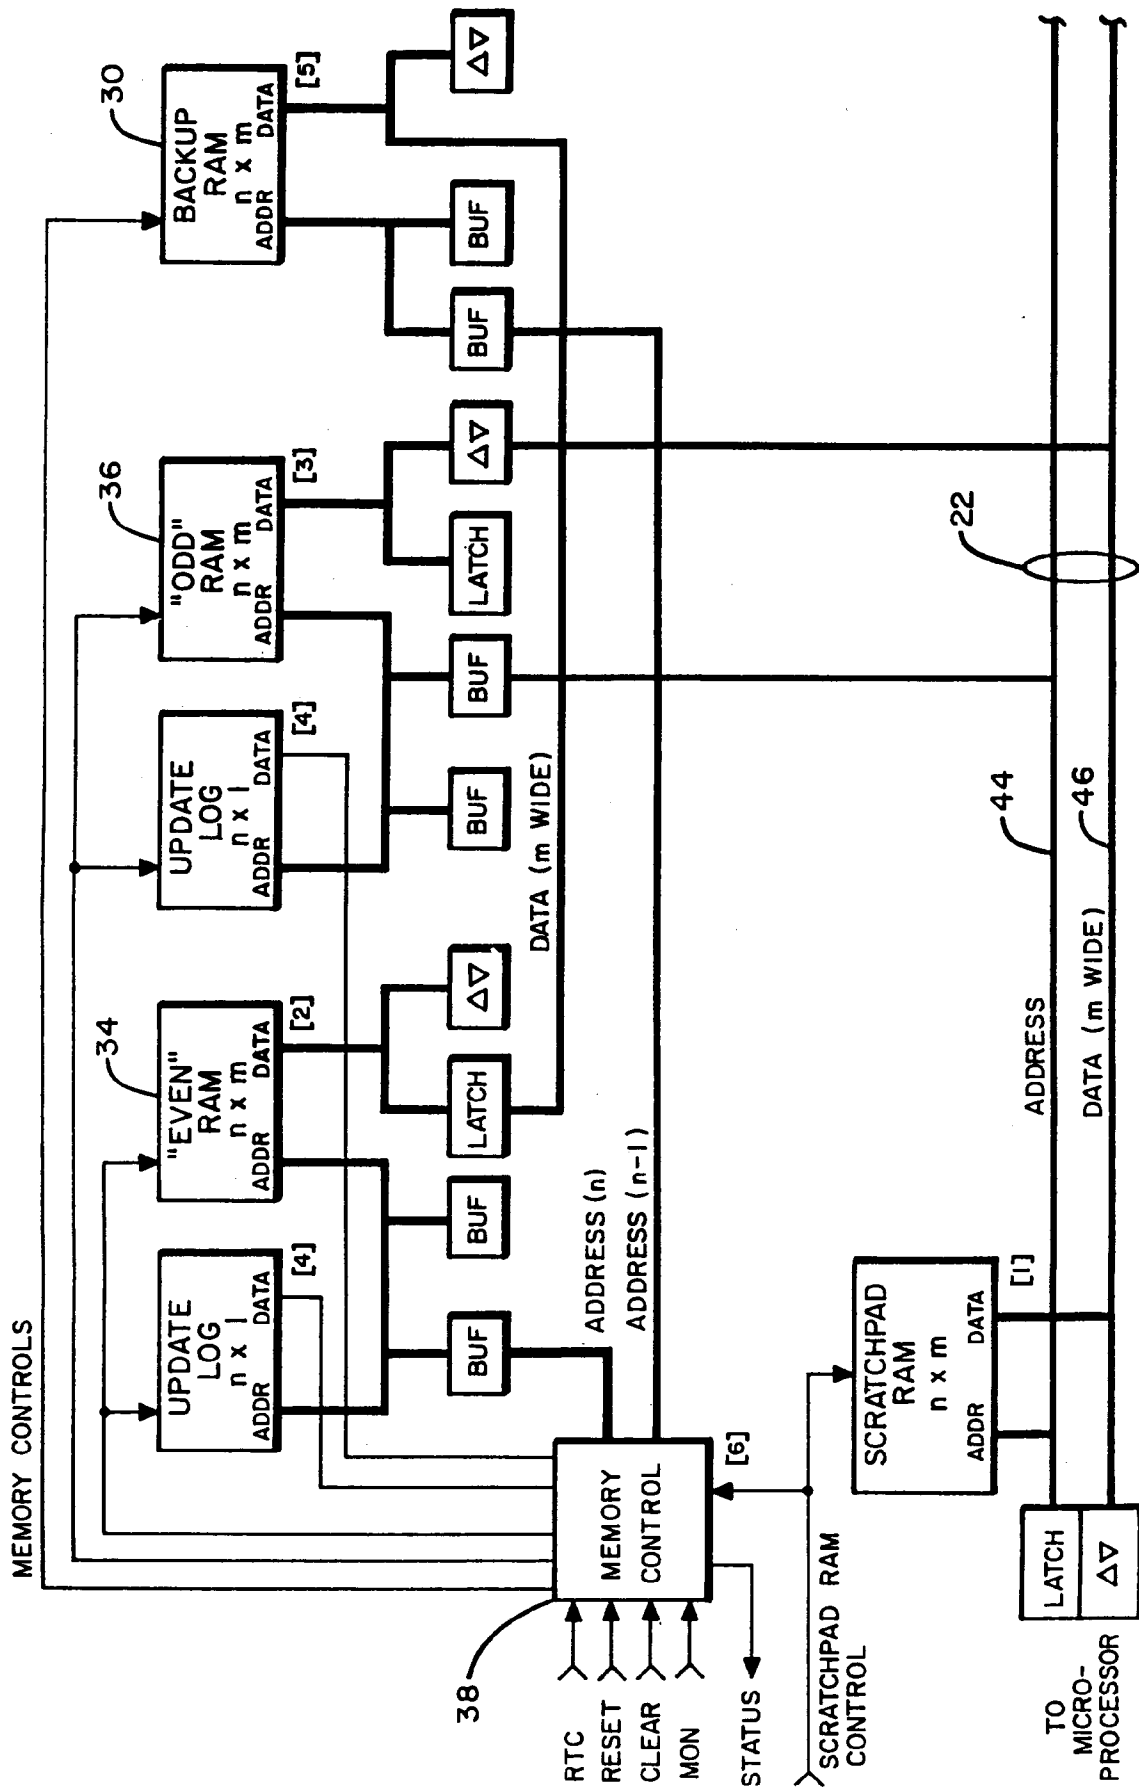 MEMORY CONTROLS
30
BACKUP
RAM
n x m
ADDR DATA
[5]
36
"ODD"
RAM
n x m
ADDR DATA
[3]
UPDATE
LOG
n x 1
ADDR DATA
[4]
34
"EVEN"
RAM
n x m
ADDR DATA
[2]
UPDATE
LOG
n x 1
ADDR DATA
[4]
BUF
BUF
LATCH
Δ∇
BUF
BUF
LATCH
Δ∇
BUF
BUF
Δ∇
DATA (m WIDE)
ADDRESS (n)
ADDRESS (n-1)
38
MEMORY
CONTROL
[6]
RTC
RESET
CLEAR
MON
STATUS
SCRATCHPAD RAM
CONTROL
SCRATCHPAD
RAM
n x m
ADDR DATA
[1]
22
44
46
ADDRESS
DATA (m WIDE)
LATCH
Δ∇
TO
MICRO-
PROCESSOR